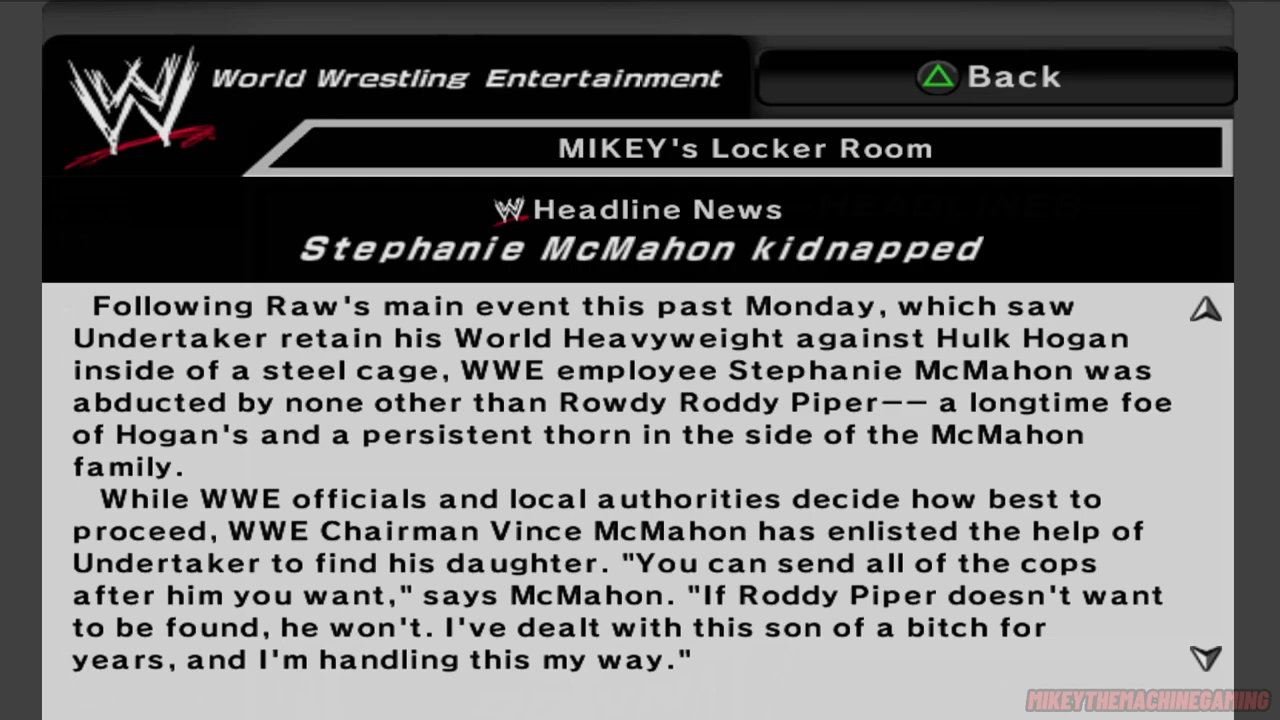 World Wrestling Entertainment
Back
MIKEY's Locker Room
Headline News
Stephanie McMahon kidnapped
Following Raw's main event this past Monday, which saw
Undertaker retain his World Heavyweight against Hulk Hogan
inside of a steel cage, WWE employee Stephanie McMahon was
abducted by none other than Rowdy Roddy Piper—— a longtime foe
of Hogan's and a persistent thorn in the side of the McMahon
family.
While WWE officials and local authorities decide how best to
proceed, WWE Chairman Vince McMahon has enlisted the help of
Undertaker to find his daughter. "You can send all of the cops
after him you want," says McMahon. "If Roddy Piper doesn't want
to be found, he won't. I've dealt with this son of a bitch for
years, and I'm handling this my way."
MIKEYTHEMACHINEGAMING